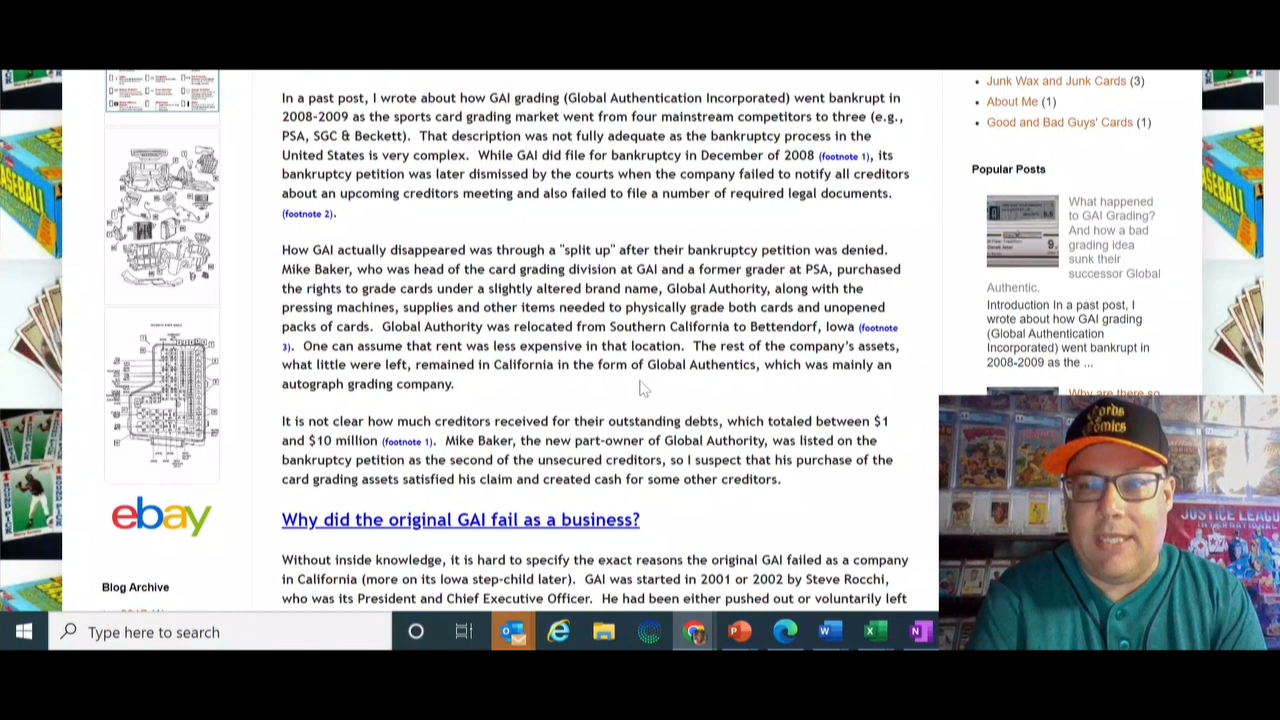 In a past post, I wrote about how GAI grading (Global Authentication Incorporated) went bankrupt in
2008-2009 as the sports card grading market went from four mainstream competitors to three (e.g.,
PSA, SGC & Beckett).  That description was not fully adequate as the bankruptcy process in the
United States is very complex.  While GAI did file for bankruptcy in December of 2008 (footnote 1), its
bankruptcy petition was later dismissed by the courts when the company failed to notify all creditors
about an upcoming creditors meeting and also failed to file a number of required legal documents.
(footnote 2).
How GAI actually disappeared was through a "split up" after their bankruptcy petition was denied.
Mike Baker, who was head of the card grading division at GAI and a former grader at PSA, purchased
the rights to grade cards under a slightly altered brand name, Global Authority, along with the
pressing machines, supplies and other items needed to physically grade both cards and unopened
packs of cards.  Global Authority was relocated from Southern California to Bettendorf, Iowa (footnote
3).  One can assume that rent was less expensive in that location.  The rest of the company's assets,
what little were left, remained in California in the form of Global Authentics, which was mainly an
autograph grading company.
It is not clear how much creditors received for their outstanding debts, which totaled between $1
and $10 million (footnote 1).  Mike Baker, the new part-owner of Global Authority, was listed on the
bankruptcy petition as the second of the unsecured creditors, so I suspect that his purchase of the
card grading assets satisfied his claim and created cash for some other creditors.
Why did the original GAI fail as a business?
Without inside knowledge, it is hard to specify the exact reasons the original GAI failed as a company
in California (more on its Iowa step-child later).  GAI was started in 2001 or 2002 by Steve Rocchi,
who was its President and Chief Executive Officer.  He had been either pushed out or voluntarily left
ebay
Blog Archive
Junk Wax and Junk Cards (3)
About Me (1)
Good and Bad Guys' Cards (1)
Popular Posts
What happened
to GAI Grading?
And how a bad
grading idea
sunk their
successor Global
Authentic.
Introduction In a past post, I
wrote about how GAI grading
(Global Authentication
Incorporated) went bankrupt in
2008-2009 as the ...
Why are there so
BASEBALL
Cards
Comics
JUSTICE LEAGUE
INTERNATIONAL
Type here to search